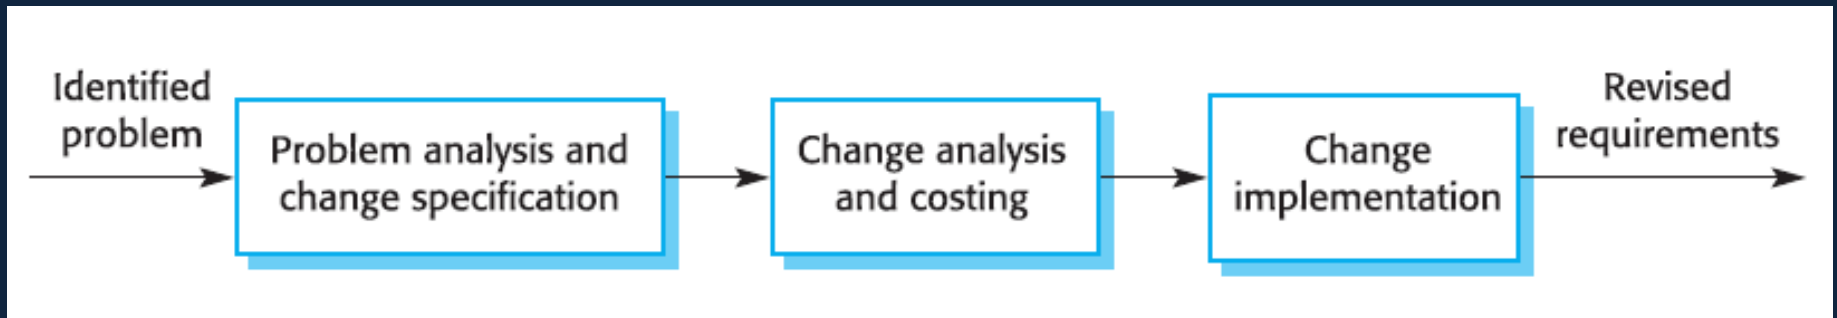 Identified
problem
Problem analysis and
change specification
Change analysis
and costing
Change
implementation
Revised
requirements